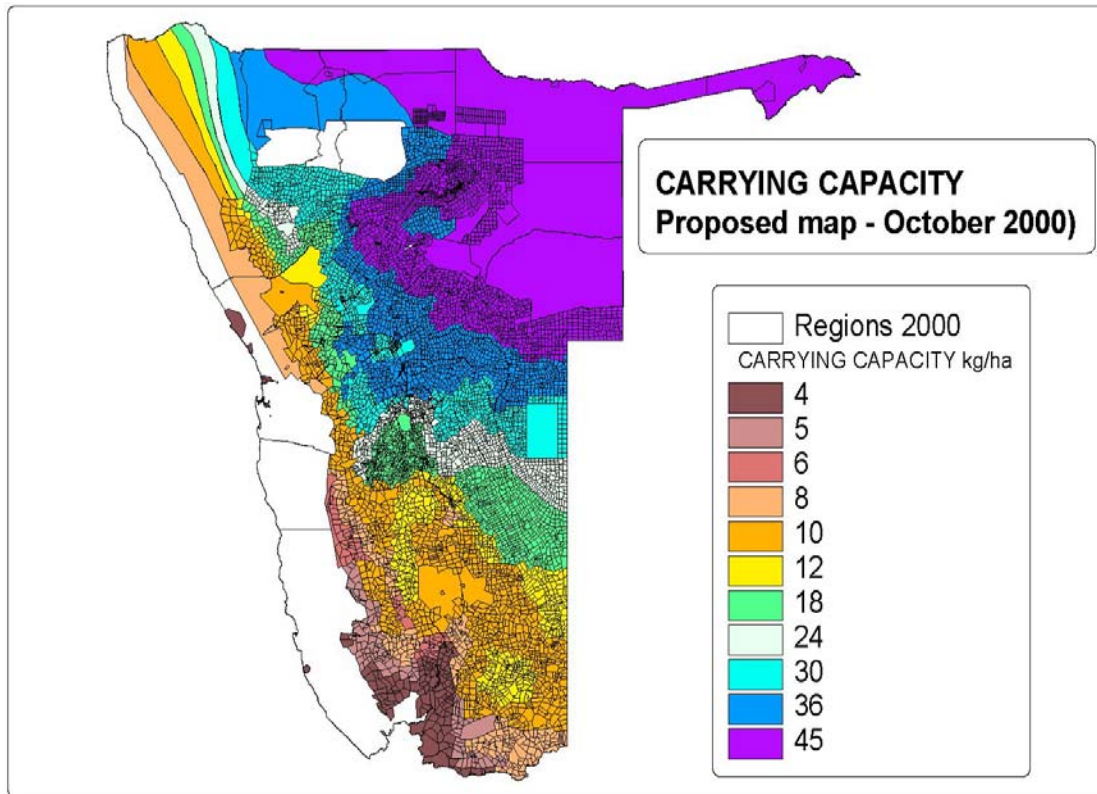 CARRYING CAPACITY
Proposed map - October 2000)
Regions 2000
CARRYING CAPACITY kg/ha
4
5
6
8
10
12
18
24
30
36
45